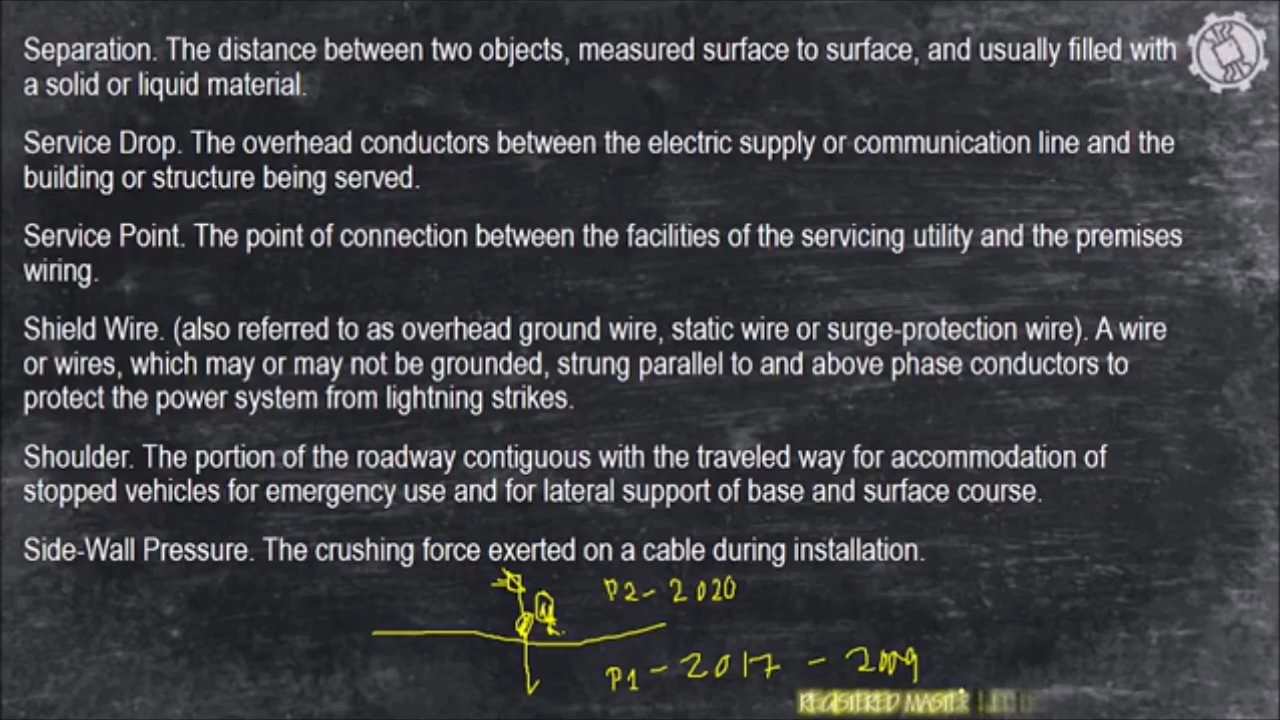 Separation. The distance between two objects, measured surface to surface, and usually filled with
a solid or liquid material.
Service Drop. The overhead conductors between the electric supply or communication line and the
building or structure being served.
Service Point. The point of connection between the facilities of the servicing utility and the premises
wiring.
Shield Wire. (also referred to as overhead ground wire, static wire or surge-protection wire). A wire
or wires, which may or may not be grounded, strung parallel to and above phase conductors to
protect the power system from lightning strikes.
Shoulder. The portion of the roadway contiguous with the traveled way for accommodation of
stopped vehicles for emergency use and for lateral support of base and surface course.
Side-Wall Pressure. The crushing force exerted on a cable during installation.
P2- 2020
P1 - 2017 - 2009
REGISTERED MASTER